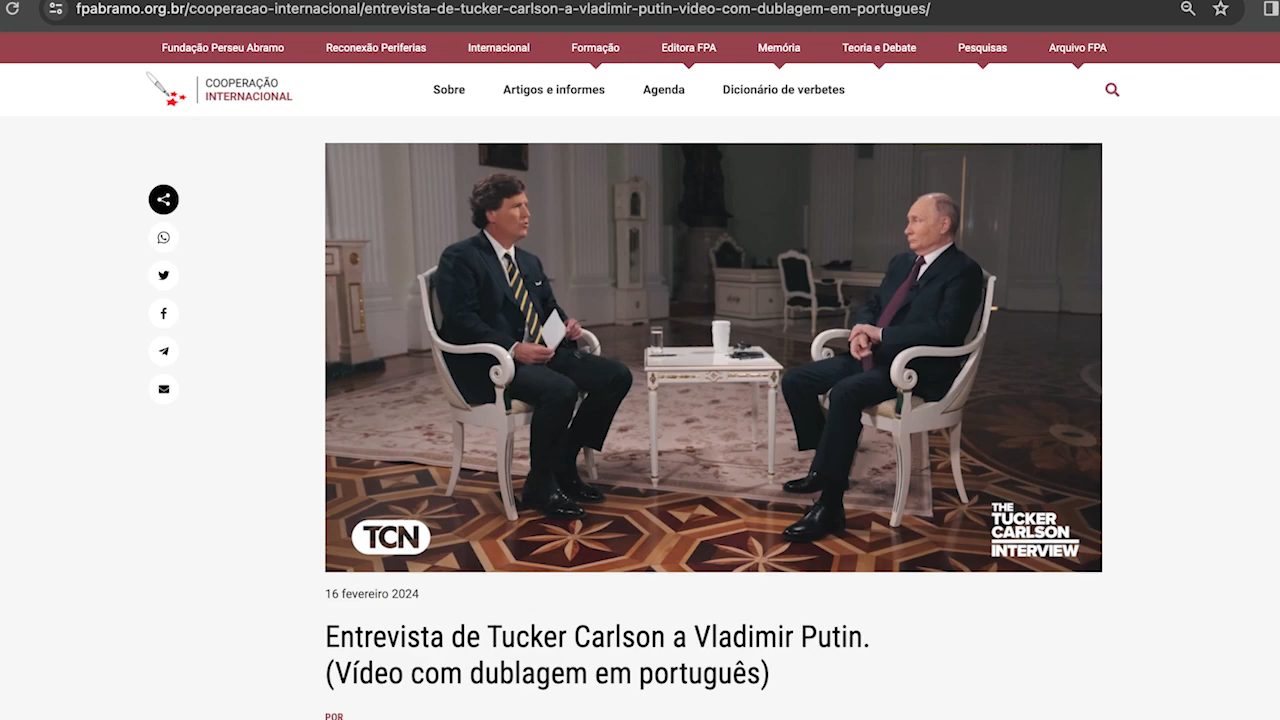 fpabramo.org.br/cooperacao-internacional/entrevista-de-tucker-carlson-a-vladimir-putin-video-com-dublagem-em-portugues/
Fundação Perseu Abramo Reconexão Periferias Internacional Formação Editora FPA Memória Teoria e Debate Pesquisas Arquivo FPA
COOPERAÇÃO
INTERNACIONAL
Sobre Artigos e informes Agenda Dicionário de verbetes
TCN
THE
TUCKER
CARLSON
INTERVIEW
16 fevereiro 2024
Entrevista de Tucker Carlson a Vladimir Putin.
(Vídeo com dublagem em português)
POR